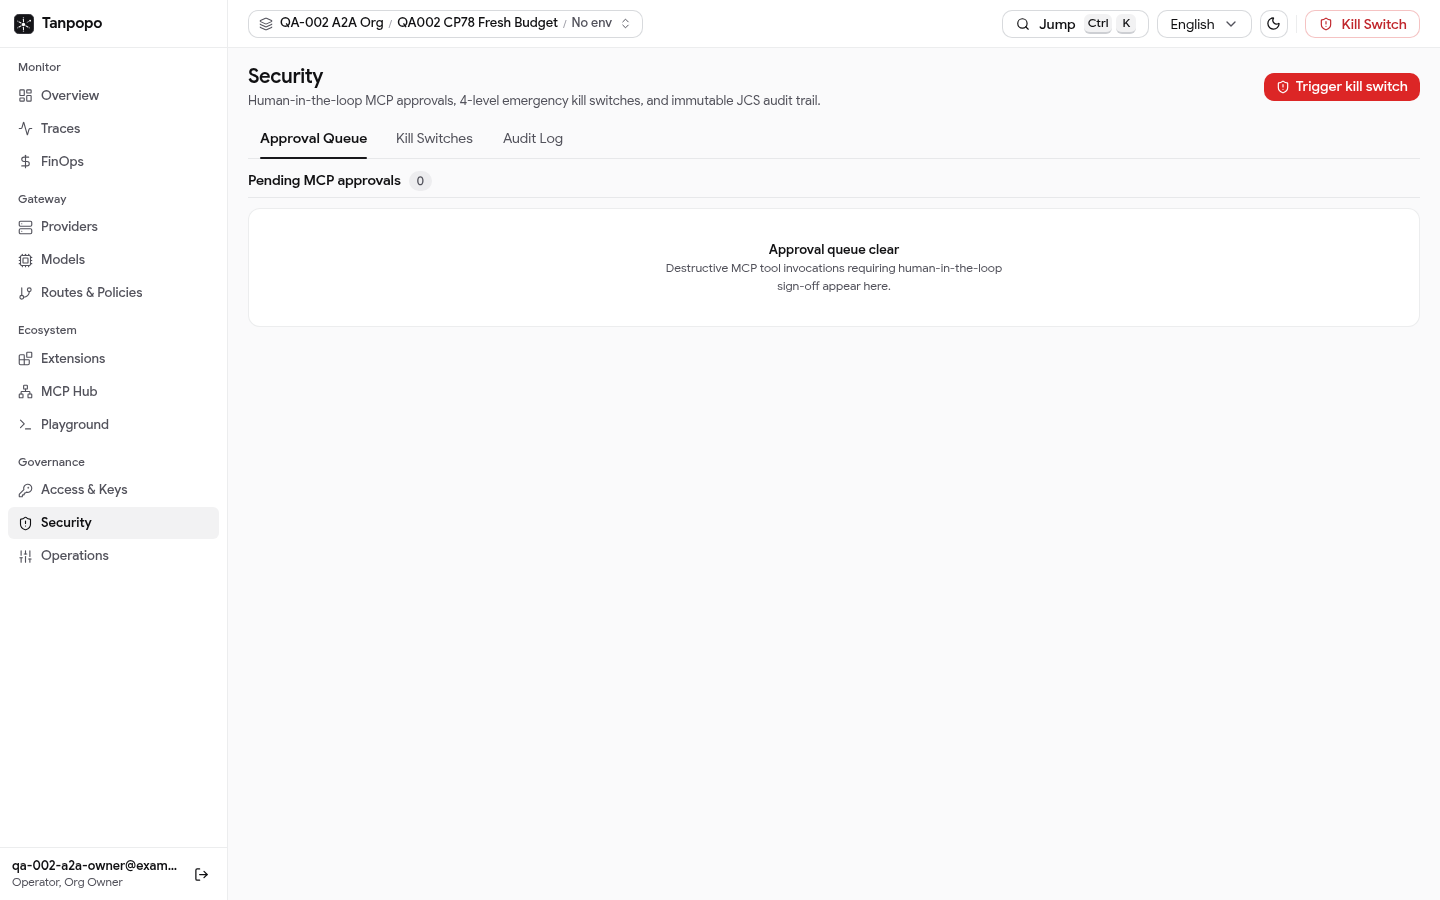 Tanpopo
QA-002 A2A Org / QA002 CP78 Fresh Budget / No env
Jump Ctrl K
English
Kill Switch
Monitor
Overview
Traces
FinOps
Gateway
Providers
Models
Routes & Policies
Ecosystem
Extensions
MCP Hub
Playground
Governance
Access & Keys
Security
Operations
qa-002-a2a-owner@exam...
Operator, Org Owner
Security
Human-in-the-loop MCP approvals, 4-level emergency kill switches, and immutable JCS audit trail.
Trigger kill switch
Approval Queue
Kill Switches
Audit Log
Pending MCP approvals 0
Approval queue clear
Destructive MCP tool invocations requiring human-in-the-loop
sign-off appear here.